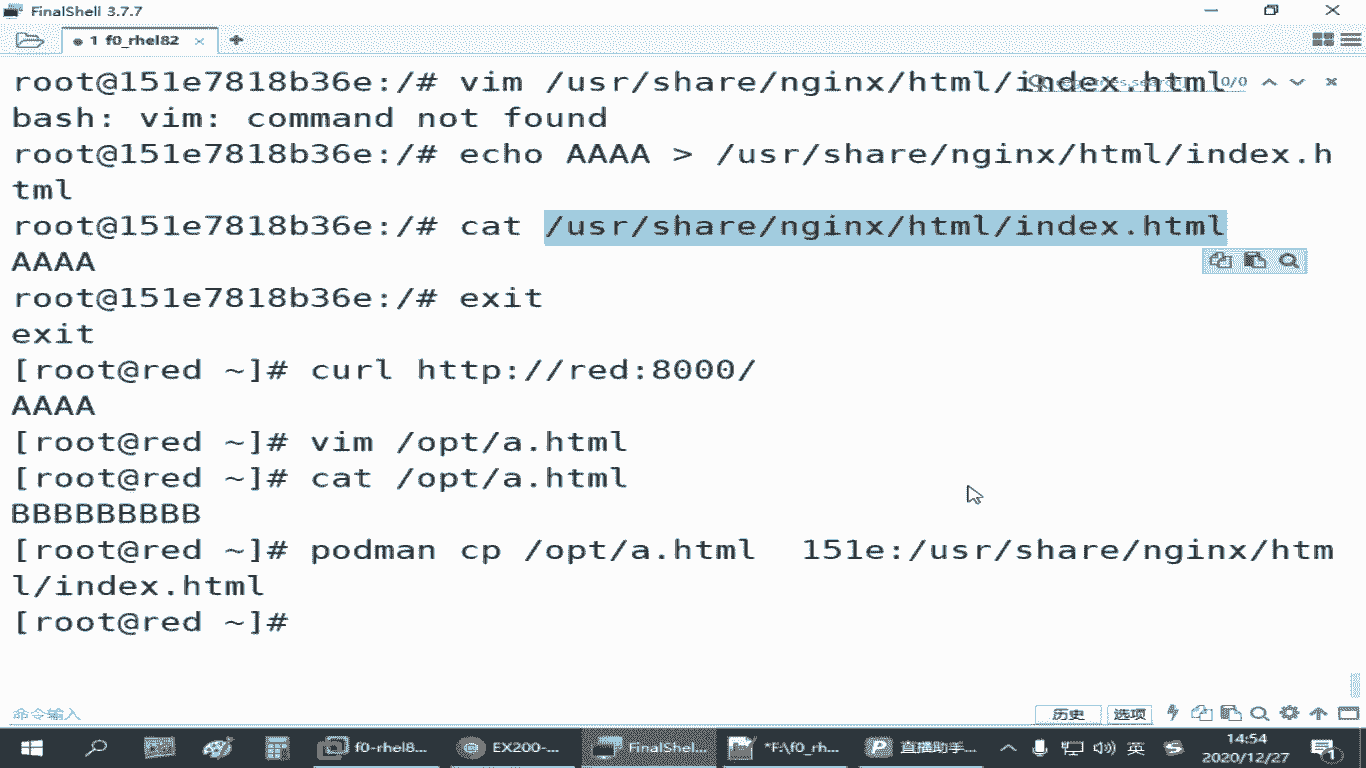 FinalShell 3.7.7
1 f0_rhel82
root@151e7818b36e:/# vim /usr/share/nginx/html/index.html
0/0
bash: vim: command not found
root@151e7818b36e:/# echo AAAA > /usr/share/nginx/html/index.h
tml
root@151e7818b36e:/# cat /usr/share/nginx/html/index.html
AAAA
root@151e7818b36e:/# exit
exit
[root@red ~]# curl http://red:8000/
AAAA
[root@red ~]# vim /opt/a.html
[root@red ~]# cat /opt/a.html
BBBBBBBBB
[root@red ~]# podman cp /opt/a.html  151e:/usr/share/nginx/htm
l/index.html
[root@red ~]#
命令输入
历史 选项
f0-rhel8... EX200-... FinalShel... *F:\f0_rh... 直播助手... 英 14:54
2020/12/27
1